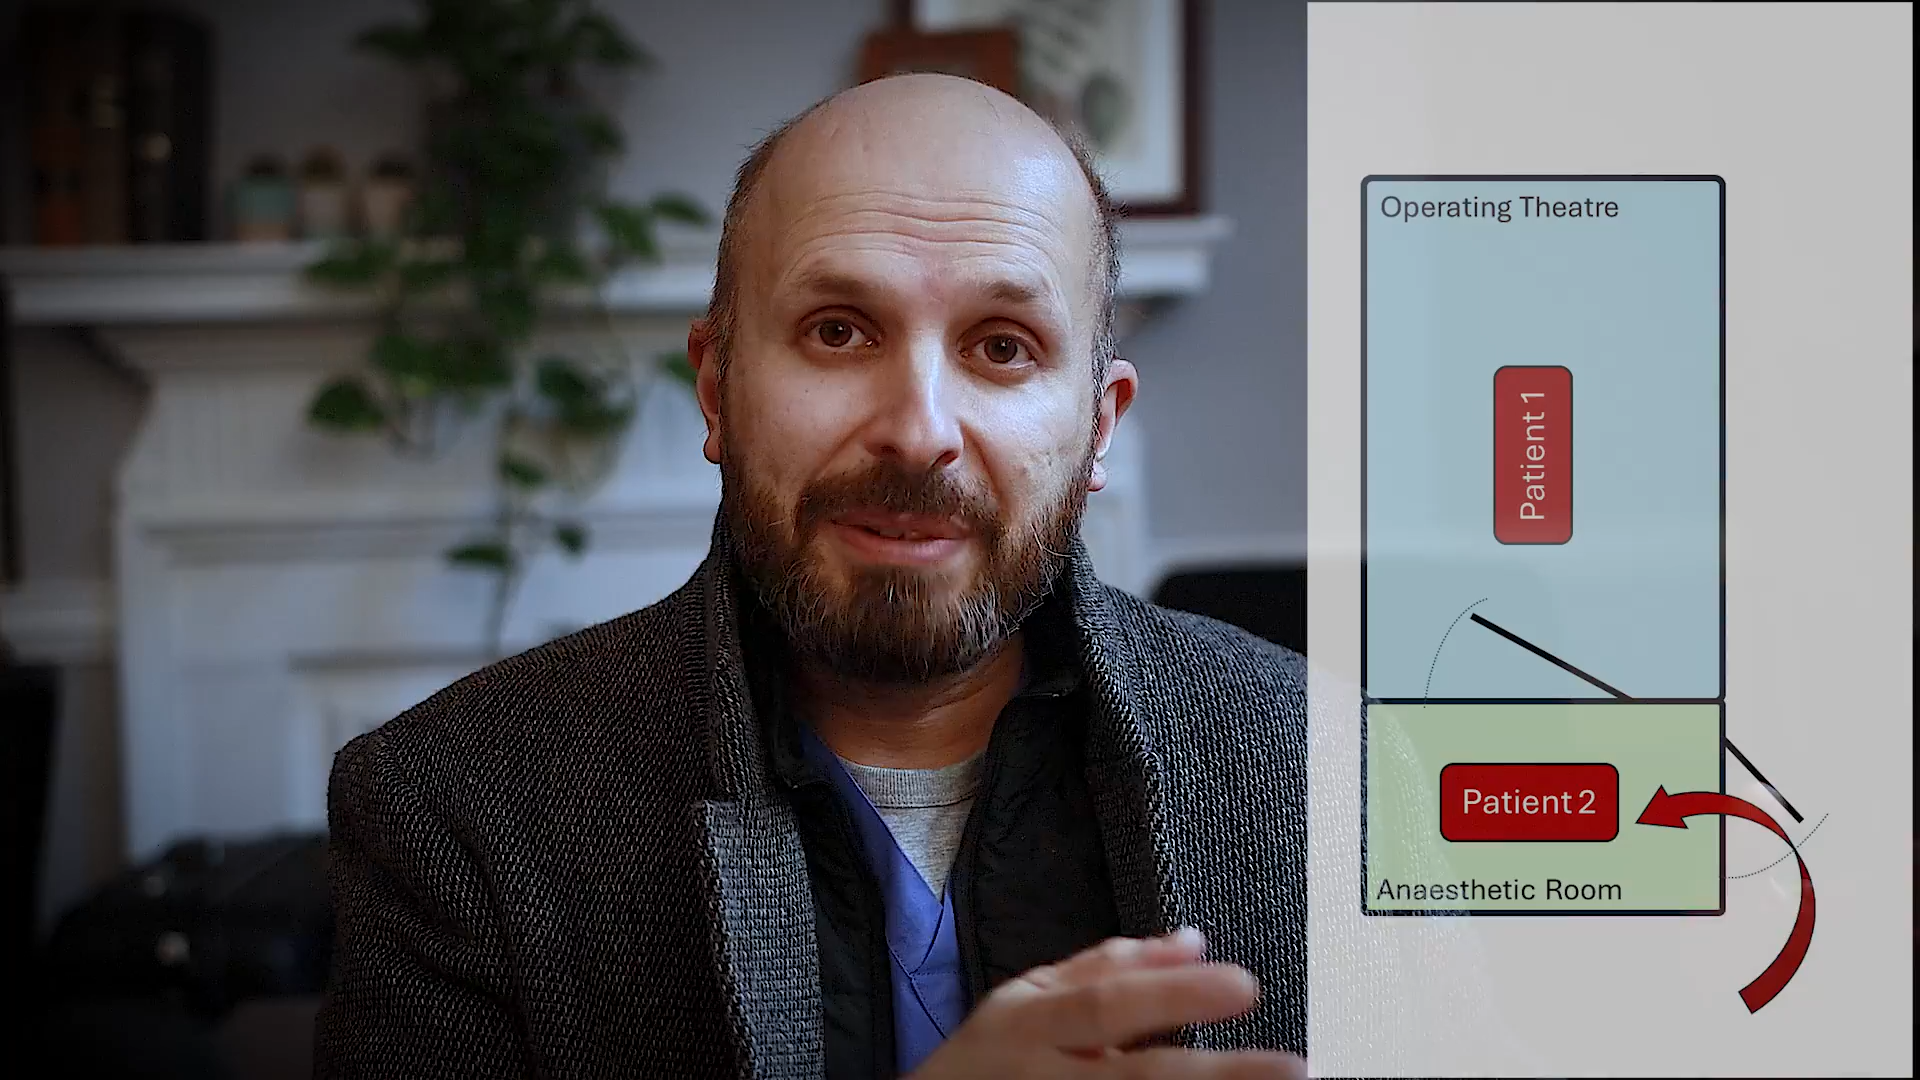 Operating Theatre
Patient 1
Patient 2
Anaesthetic Room